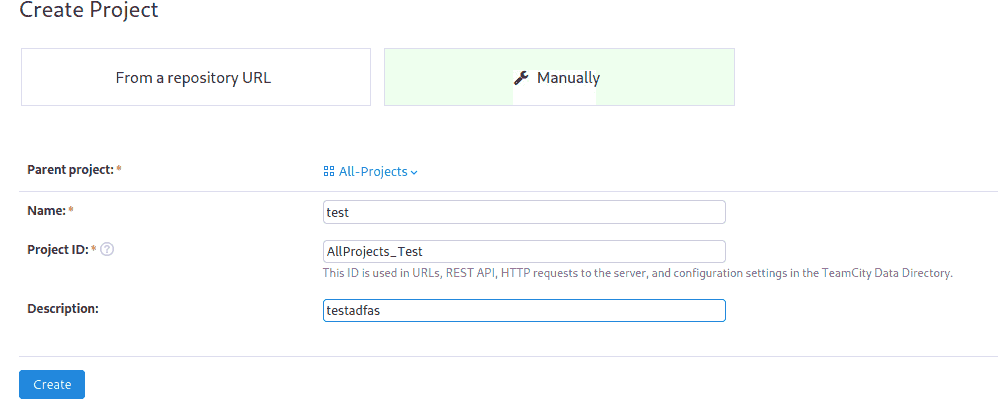 Create Project
From a repository URL
Manually
Parent project: *
All-Projects
Name: *
test
Project ID: * ?
AllProjects_Test
This ID is used in URLs, REST API, HTTP requests to the server, and configuration settings in the TeamCity Data Directory.
Description:
testadfas
Create